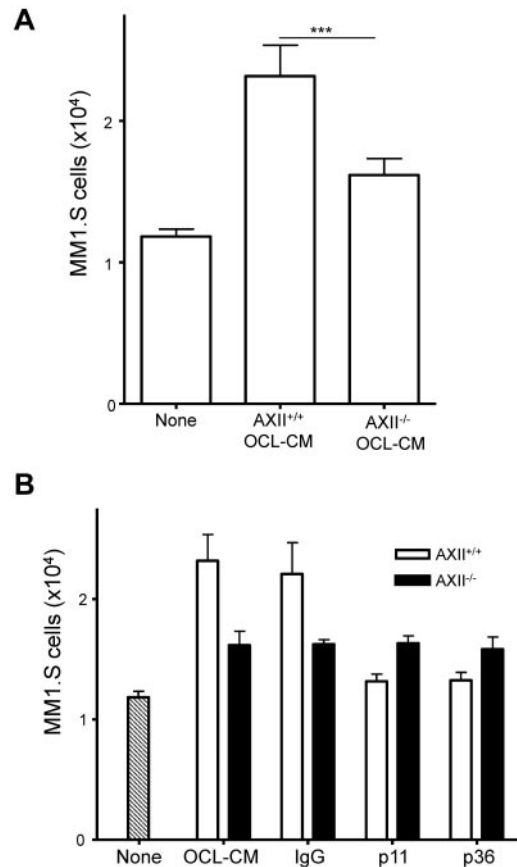 A
MM1.S cells (x10⁴)
2
1
0
***
None
AXII⁺/⁺
OCL-CM
AXII⁻/⁻
OCL-CM
B
MM1.S cells (x10⁴)
2
1
0
AXII⁺/⁺
AXII⁻/⁻
None OCL-CM IgG p11 p36